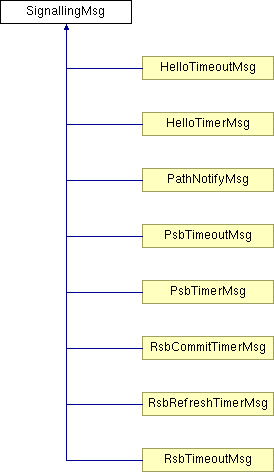 SignallingMsg
HelloTimeoutMsg
HelloTimerMsg
PathNotifyMsg
PsbTimeoutMsg
PsbTimerMsg
RsbCommitTimerMsg
RsbRefreshTimerMsg
RsbTimeoutMsg